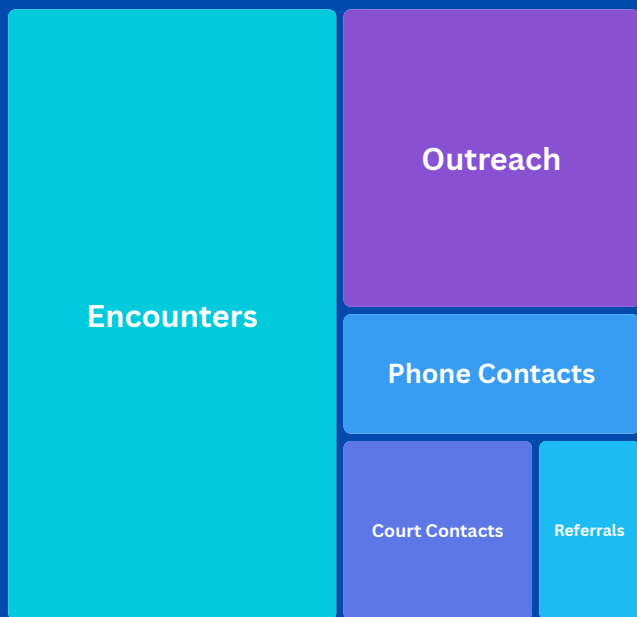 Encounters
Outreach
Phone Contacts
Court Contacts
Referrals